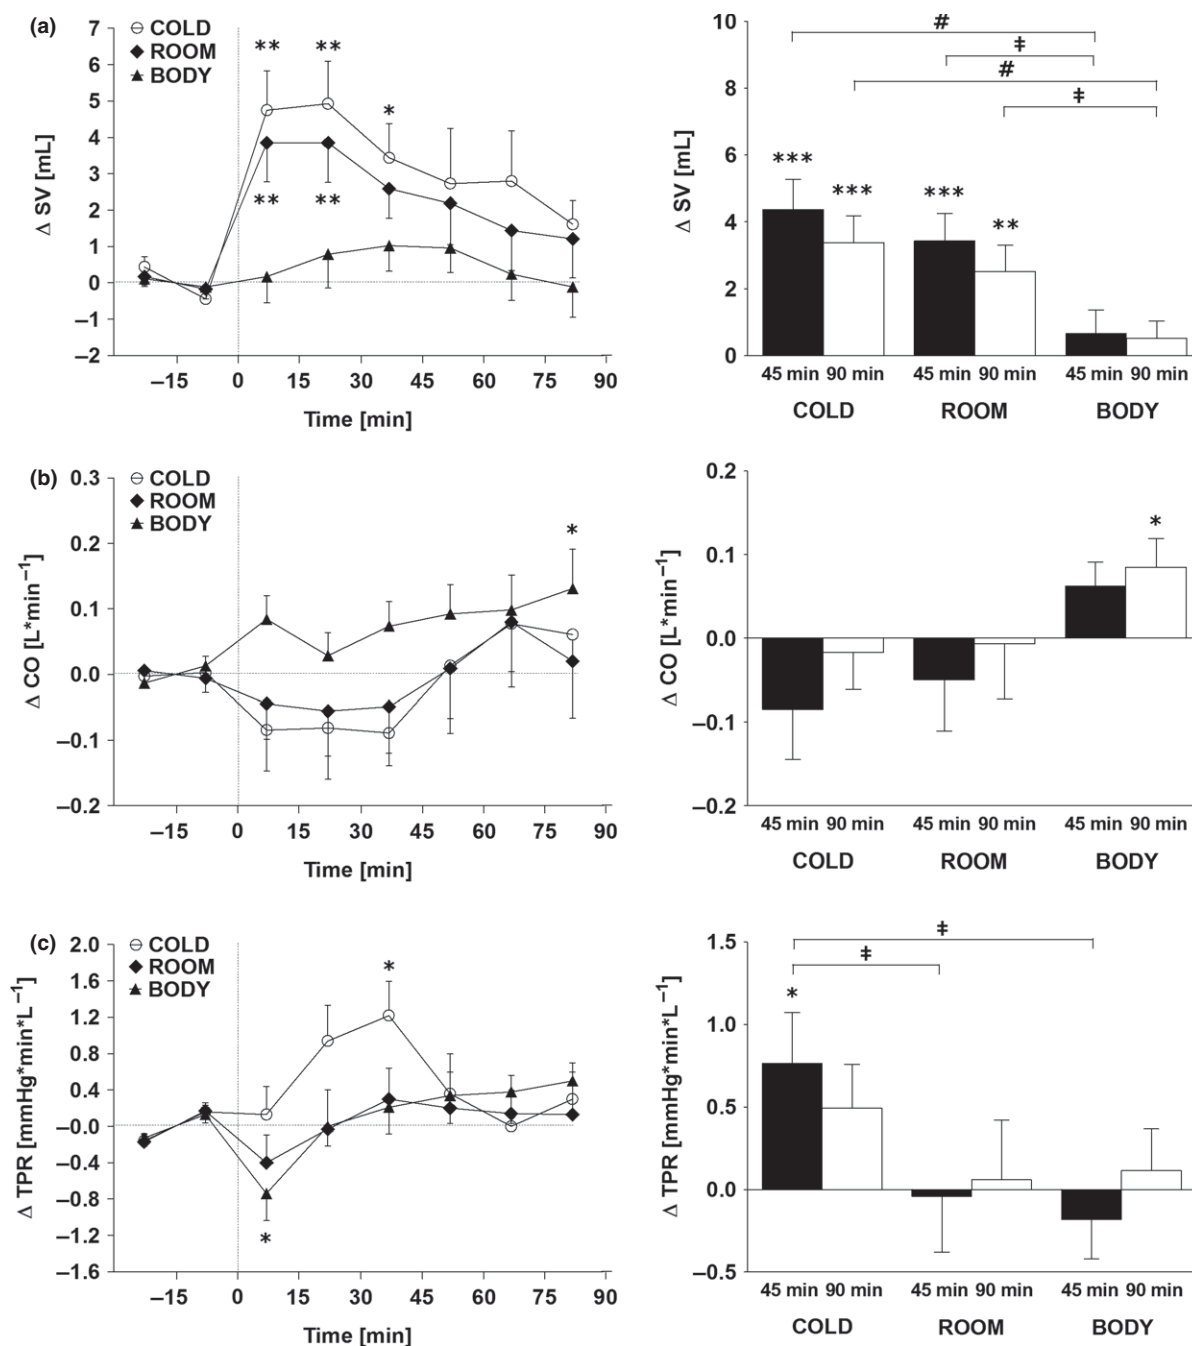 (a)
COLD
ROOM
BODY
Δ SV [mL]
7
6
5
4
3
2
1
0
–1
–2
** **
*
** **
–15 0 15 30 45 60 75 90
Time [min]
Δ SV [mL]
10
8
6
4
2
0
#
‡
#
‡
*** *** *** **
45 min 90 min 45 min 90 min 45 min 90 min
COLD ROOM BODY
(b)
COLD
ROOM
BODY
Δ CO [L*min⁻¹]
0.3
0.2
0.1
0.0
–0.1
–0.2
*
–15 0 15 30 45 60 75 90
Time [min]
Δ CO [L*min⁻¹]
0.2
0.1
0.0
–0.1
–0.2
*
45 min 90 min 45 min 90 min 45 min 90 min
COLD ROOM BODY
(c)
COLD
ROOM
BODY
Δ TPR [mmHg*min*L⁻¹]
2.0
1.6
1.2
0.8
0.4
–0.0
–0.4
–0.8
–1.2
–1.6
*
*
–15 0 15 30 45 60 75 90
Time [min]
Δ TPR [mmHg*min*L⁻¹]
1.5
1.0
0.5
0.0
–0.5
‡
‡
*
45 min 90 min 45 min 90 min 45 min 90 min
COLD ROOM BODY